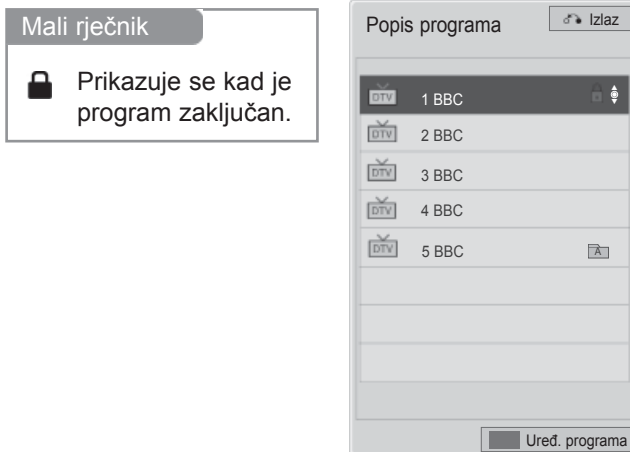 Mali rječnik
Prikazuje se kad je
program zaključan.
Popis programa
Izlaz
DTV 1 BBC
DTV 2 BBC
DTV 3 BBC
DTV 4 BBC
DTV 5 BBC A
Uređ. programa